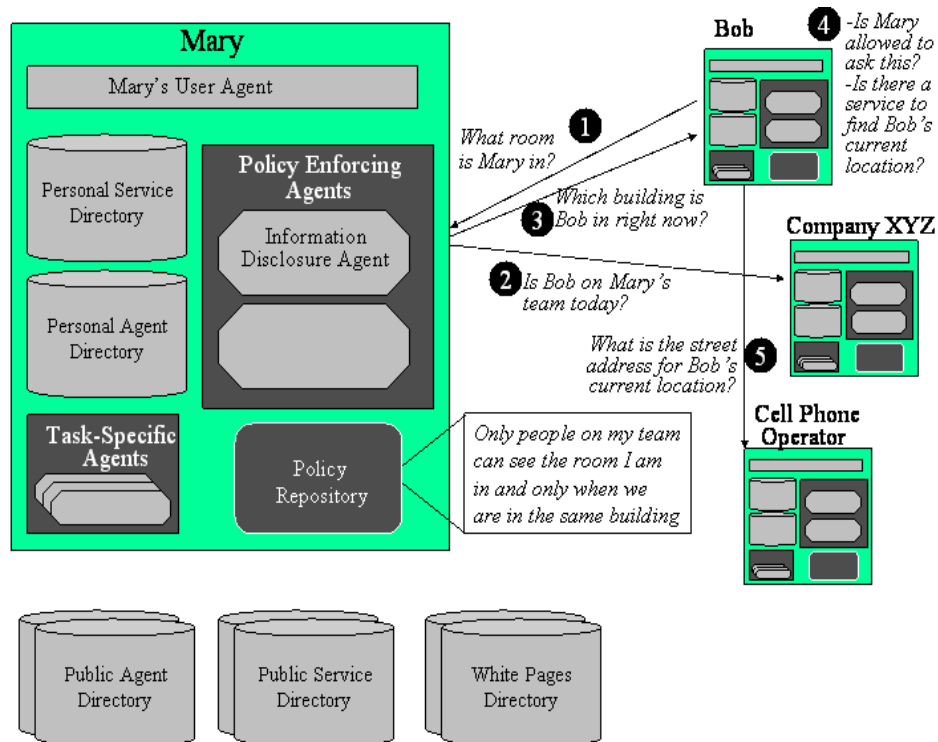 Mary
Mary's User Agent
Personal Service
Directory
Personal Agent
Directory
Policy Enforcing
Agents
Information
Disclosure Agent
Task-Specific
Agents
Policy
Repository
Only people on my team
can see the room I am
in and only when we
are in the same building
What room
is Mary in?
1
3
Which building is
Bob in right now?
2
Is Bob on Mary's
team today?
What is the street
address for Bob's
current location?
5
Bob
4
-Is Mary
allowed to
ask this?
-Is there a
service to
find Bob's
current
location?
Company XYZ
Cell Phone
Operator
Public Agent
Directory
Public Service
Directory
White Pages
Directory